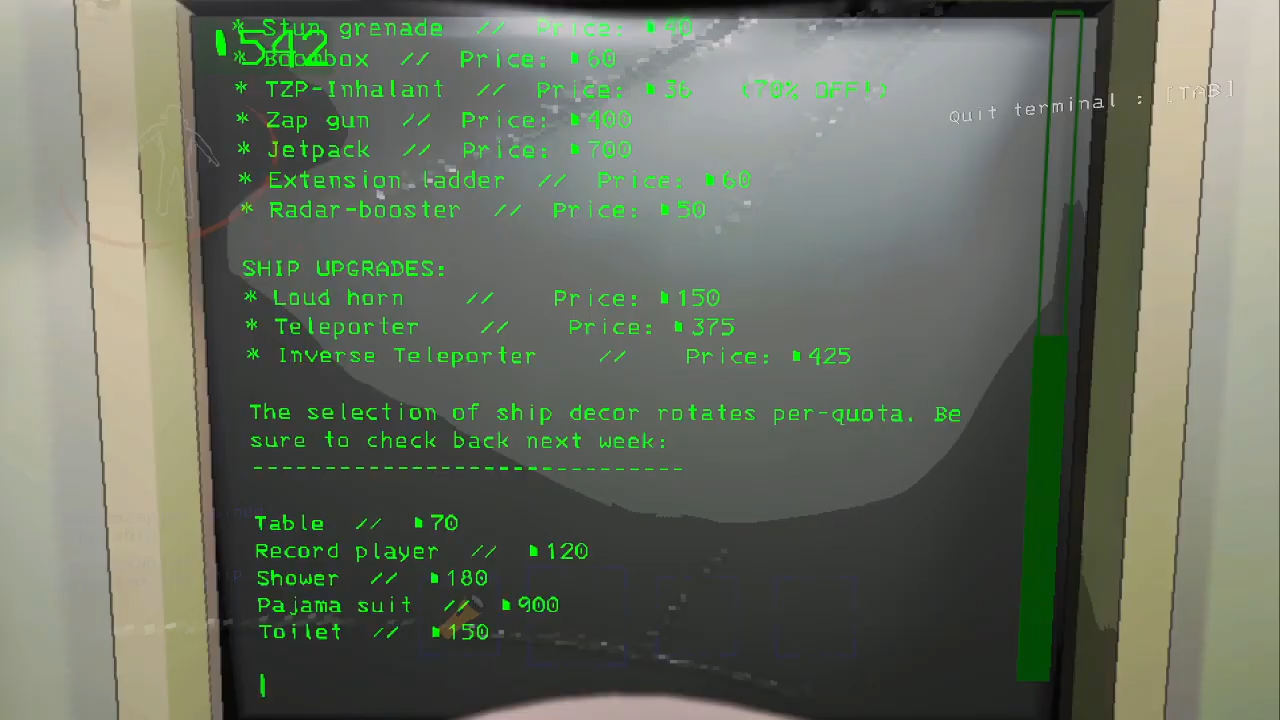 * Stun grenade // Price: ▮40
▮542
* Boombox // Price: ▮60
* TZP-Inhalant // Price: ▮36 (70% OFF!)
Quit terminal : [TAB]
* Zap gun // Price: ▮400
* Jetpack // Price: ▮700
* Extension ladder // Price: ▮60
* Radar-booster // Price: ▮50
SHIP UPGRADES:
* Loud horn // Price: ▮150
* Teleporter // Price: ▮375
* Inverse Teleporter // Price: ▮425
The selection of ship decor rotates per-quota. Be
sure to check back next week:
------------------------------
Table // ▮70
Record player // ▮120
Shower // ▮180
Pajama suit // ▮900
Toilet // ▮150